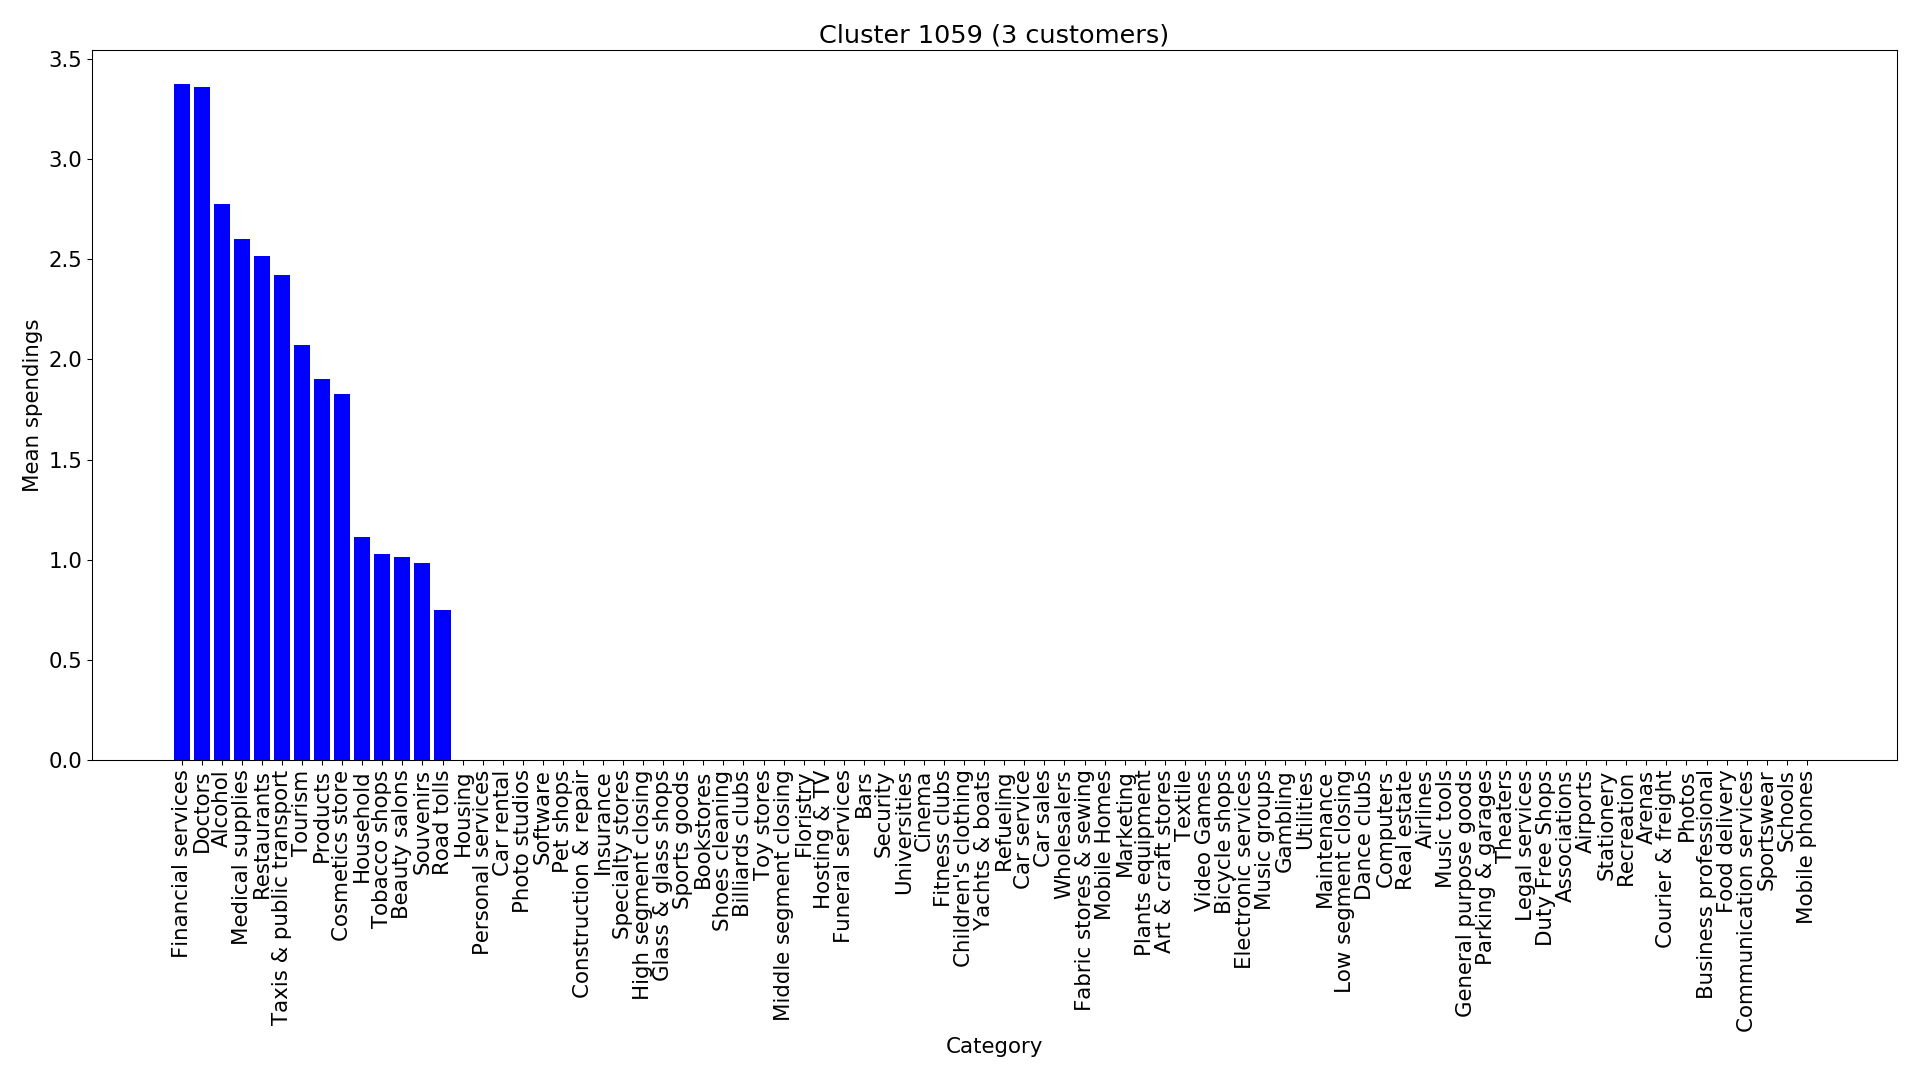 Cluster 1059 (3 customers)
3.5
3.0
2.5
2.0
1.5
1.0
0.5
0.0
Mean spendings
Financial services
Doctors
Alcohol
Medical supplies
Restaurants
Taxis & public transport
Tourism
Products
Cosmetics store
Household
Tobacco shops
Beauty salons
Souvenirs
Road tolls
Housing
Personal services
Car rental
Photo studios
Software
Pet shops
Construction & repair
Insurance
Specialty stores
High segment closing
Glass & glass shops
Sports goods
Bookstores
Shoes cleaning
Billiards clubs
Toy stores
Middle segment closing
Floristry
Hosting & TV
Funeral services
Bars
Security
Universities
Cinema
Fitness clubs
Children's clothing
Yachts & boats
Refueling
Car service
Car sales
Wholesalers
Fabric stores & sewing
Mobile Homes
Marketing
Plants equipment
Art & craft stores
Textile
Video Games
Bicycle shops
Electronic services
Music groups
Gambling
Utilities
Maintenance
Low segment closing
Dance clubs
Computers
Real estate
Airlines
Music tools
General purpose goods
Parking & garages
Theaters
Legal services
Duty Free Shops
Associations
Airports
Stationery
Recreation
Arenas
Courier & freight
Photos
Business professional
Food delivery
Communication services
Sportswear
Schools
Mobile phones
Category